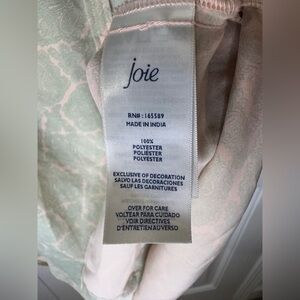 joie
RN#: 165589
MADE IN INDIA
100%
POLYESTER
POLIÉSTER
POLYESTER
EXCLUSIVE OF DECORATION
SALVO LAS DECORACIONES
SAUF LES GARNITURES
OVER FOR CARE
VOLTEAR PARA CUIDADO
VOIR DIRECTIVES
D'ENTRETIEN AU VERSO